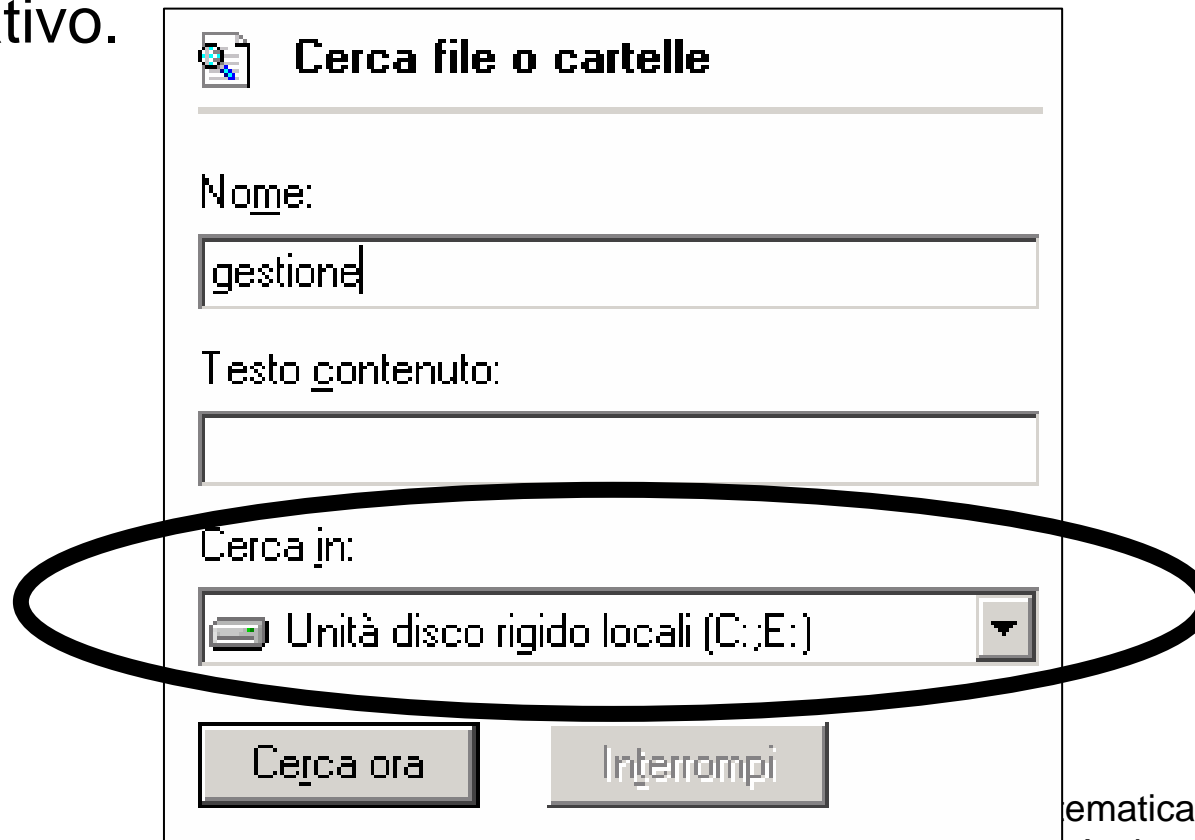 tivo.
Cerca file o cartelle
Nome:
gestione
Testo contenuto:
Cerca in:
Unità disco rigido locali (C:;E:)
Cerca ora Interrompi
ematica